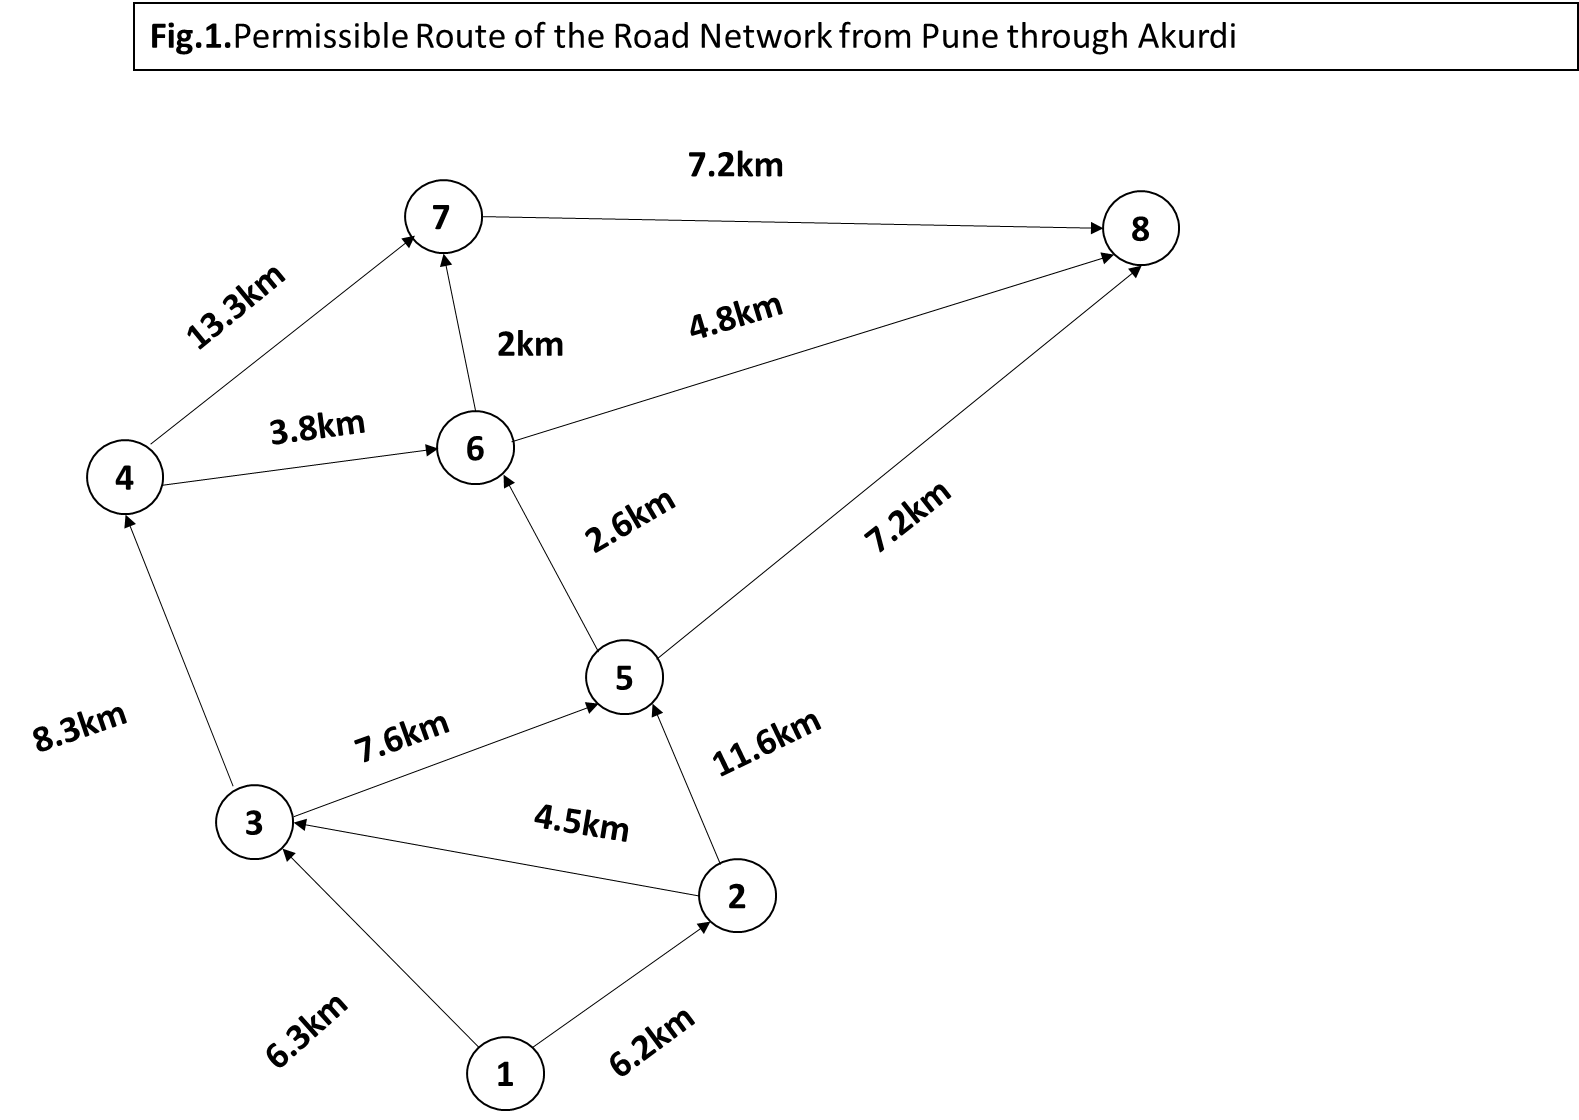 Fig.1.Permissible Route of the Road Network from Pune through Akurdi
7.2km
7
8
13.3km
4.8km
2km
3.8km
6
4
2.6km
7.2km
5
8.3km
7.6km
11.6km
4.5km
3
2
6.3km
6.2km
1